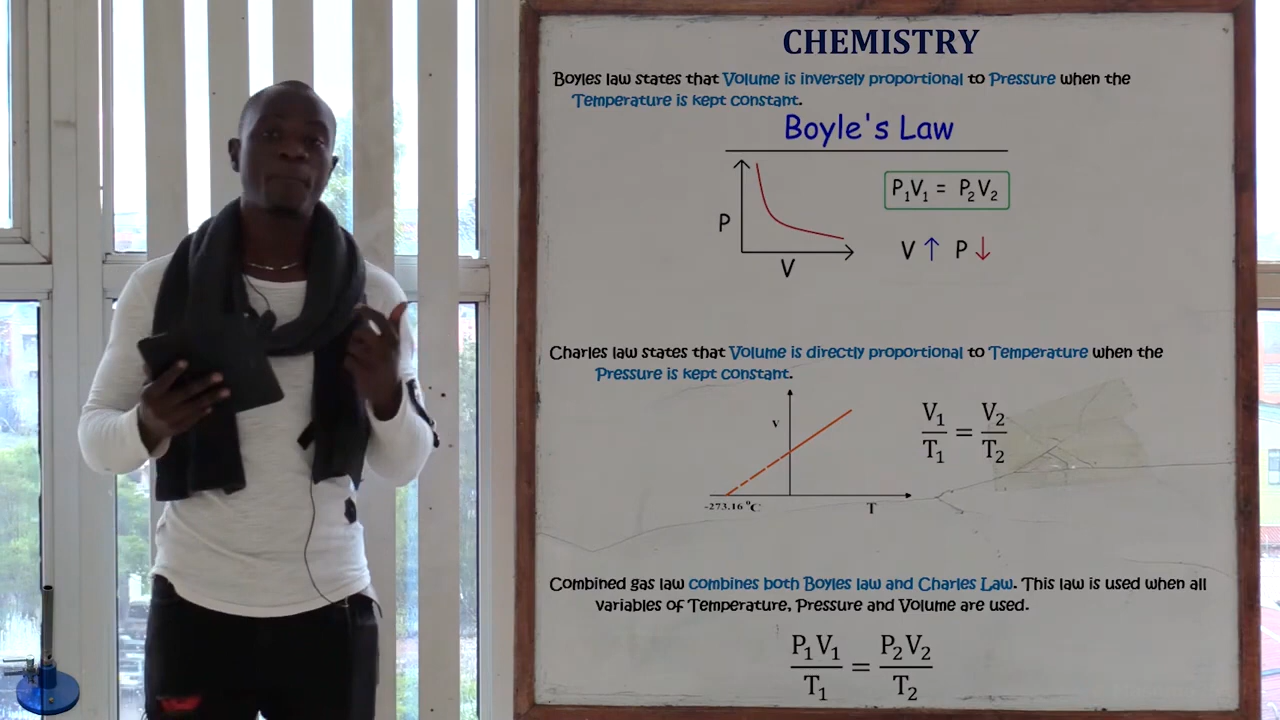 CHEMISTRY
Boyles law states that Volume is inversely proportional to Pressure when the
Temperature is kept constant.
Boyle's Law
P
V
P₁V₁ = P₂V₂
V ↑ P ↓
Charles law states that Volume is directly proportional to Temperature when the
Pressure is kept constant.
V
-273.16 °C
T
V₁/T₁ = V₂/T₂
Combined gas law combines both Boyles law and Charles Law. This law is used when all
variables of Temperature, Pressure and Volume are used.
P₁V₁/T₁ = P₂V₂/T₂